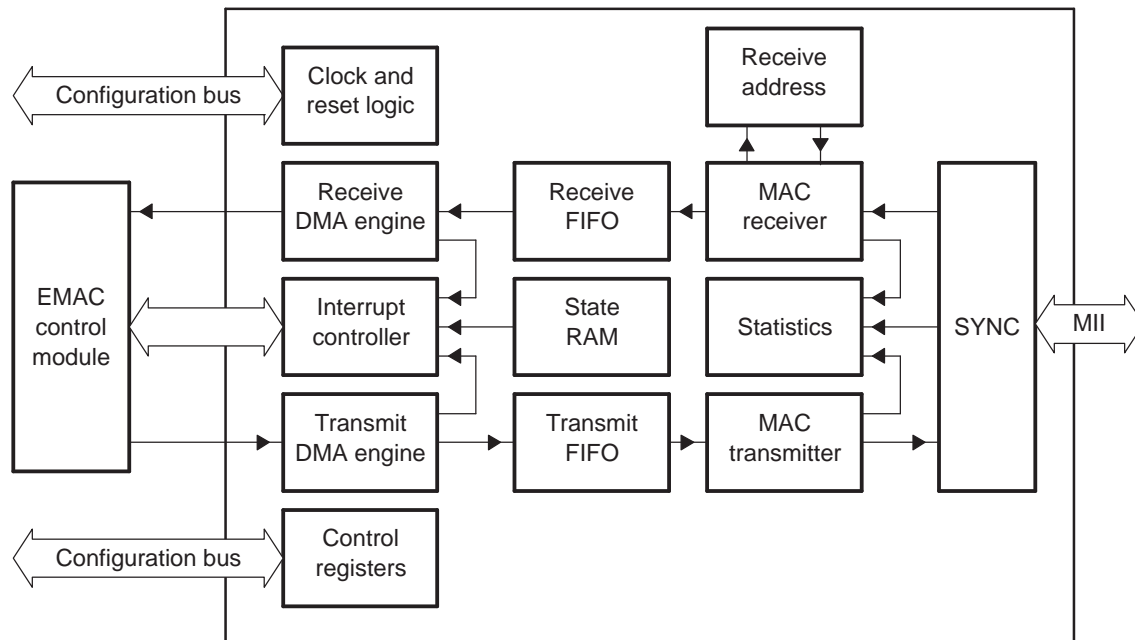 Clock and
reset logic
Receive
address
Configuration bus
Receive
DMA engine
Receive
FIFO
MAC
receiver
EMAC
control
module
Interrupt
controller
State
RAM
Statistics
SYNC
MII
Transmit
DMA engine
Transmit
FIFO
MAC
transmitter
Configuration bus
Control
registers